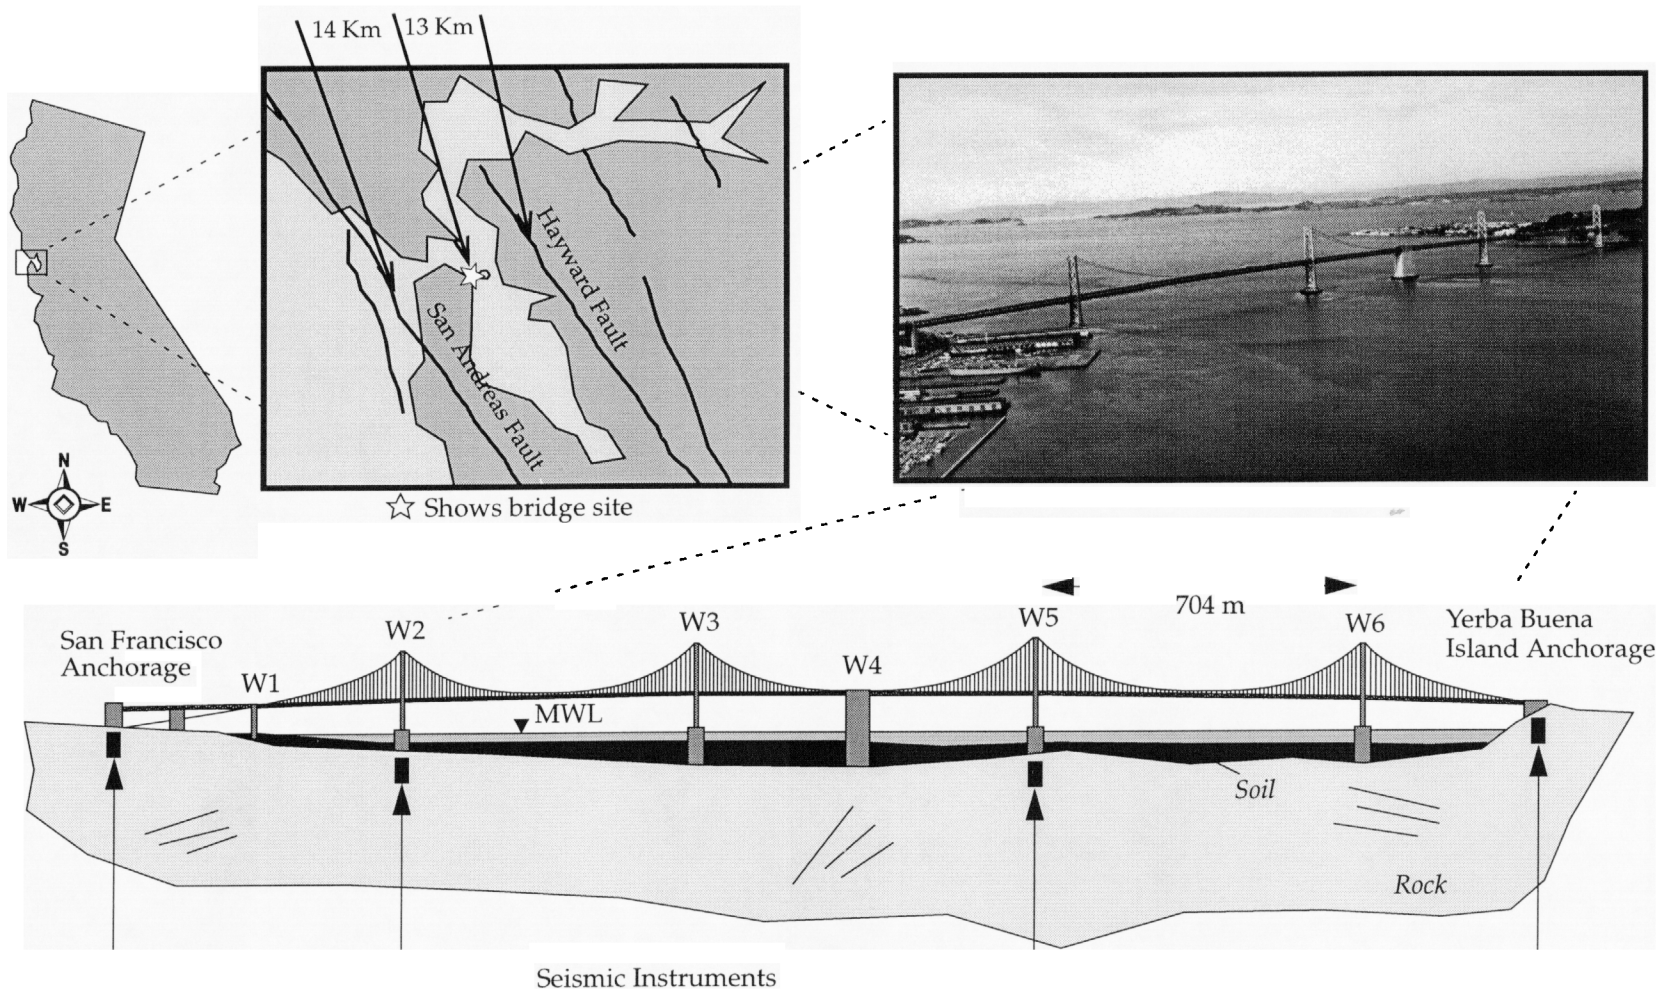 14 Km
13 Km
Hayward Fault
San Andreas Fault
N
W
E
S
Shows bridge site
704 m
San Francisco
Anchorage
W1
W2
W3
W4
W5
W6
Yerba Buena
Island Anchorage
MWL
Soil
Rock
Seismic Instruments